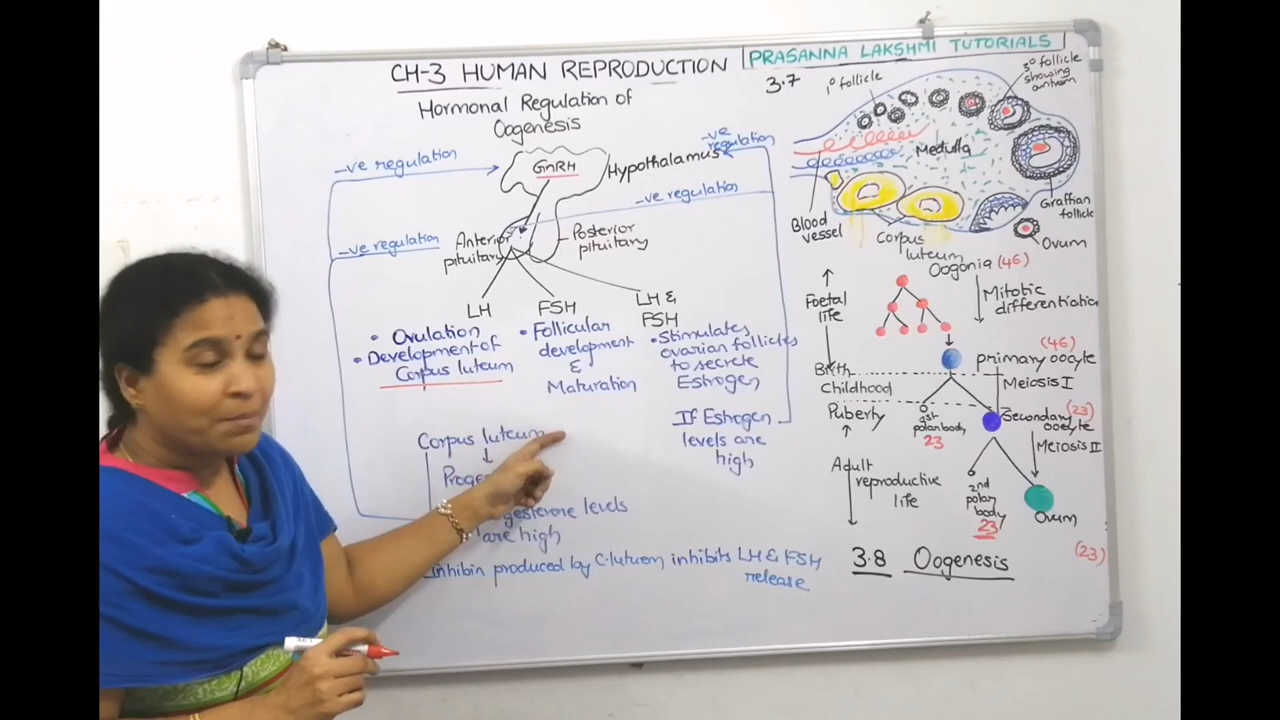 CH-3 HUMAN REPRODUCTION
PRASANNA LAKSHMI TUTORIALS
Hormonal Regulation of
Oogenesis
-ve regulation
GnRH
Hypothalamus
-ve
regulation
-ve regulation
-ve regulation
Anterior
pituitary
Posterior
pituitary
LH
FSH
LH &
FSH
• Ovulation
• Development of
Corpus luteum
• Follicular
development
&
Maturation
• Stimulates
ovarian follicles
to secrete
Estrogen
If Estrogen
levels are
high
Corpus luteum
↓
levels
are high
Inhibin produced by C.lutuem inhibits LH & FSH
release
3.7
1° follicle
3° follicle
showing
antrum
Medulla
Blood
vessel
Corpus
luteum
Graffian
follicle
Ovum
Oogonia (46)
Mitotic
differentiation
Foetal
life
(46)
primary oocyte
Birth
Childhood
Meiosis I
Puberty
1st
polar body
23
(23)
Secondary
oocyte
Meiosis II
Adult
reproductive
life
2nd
polar
body
23
Ovum
(23)
3.8 Oogenesis